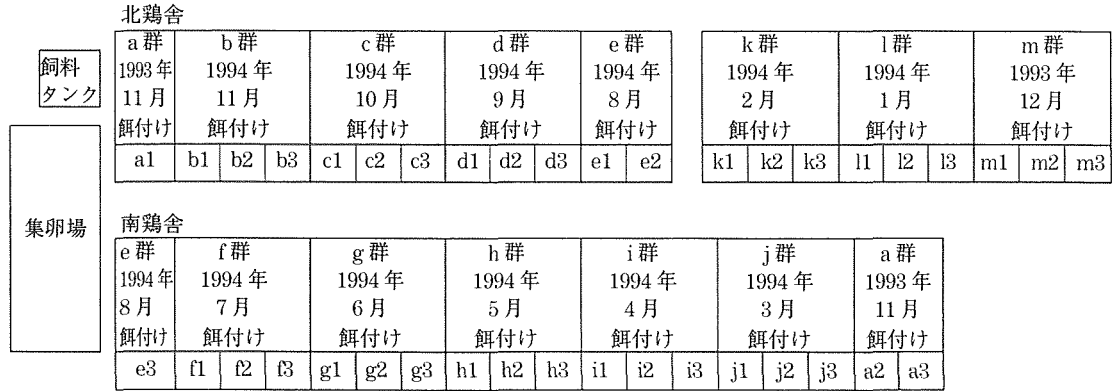 北鶏舎
飼料
タンク
a群 b群 c群 d群 e群 k群 l群 m群
1993年 1994年 1994年 1994年 1994年 1994年 1994年 1993年
11月 11月 10月 9月 8月 2月 1月 12月
餌付け 餌付け 餌付け 餌付け 餌付け 餌付け 餌付け 餌付け
a1 b1 b2 b3 c1 c2 c3 d1 d2 d3 e1 e2 k1 k2 k3 l1 l2 l3 m1 m2 m3
集卵場
南鶏舎
e群 f群 g群 h群 i群 j群 a群
1994年 1994年 1994年 1994年 1994年 1994年 1993年
8月 7月 6月 5月 4月 3月 11月
餌付け 餌付け 餌付け 餌付け 餌付け 餌付け 餌付け
e3 f1 f2 f3 g1 g2 g3 h1 h2 h3 i1 i2 i3 j1 j2 j3 a2 a3